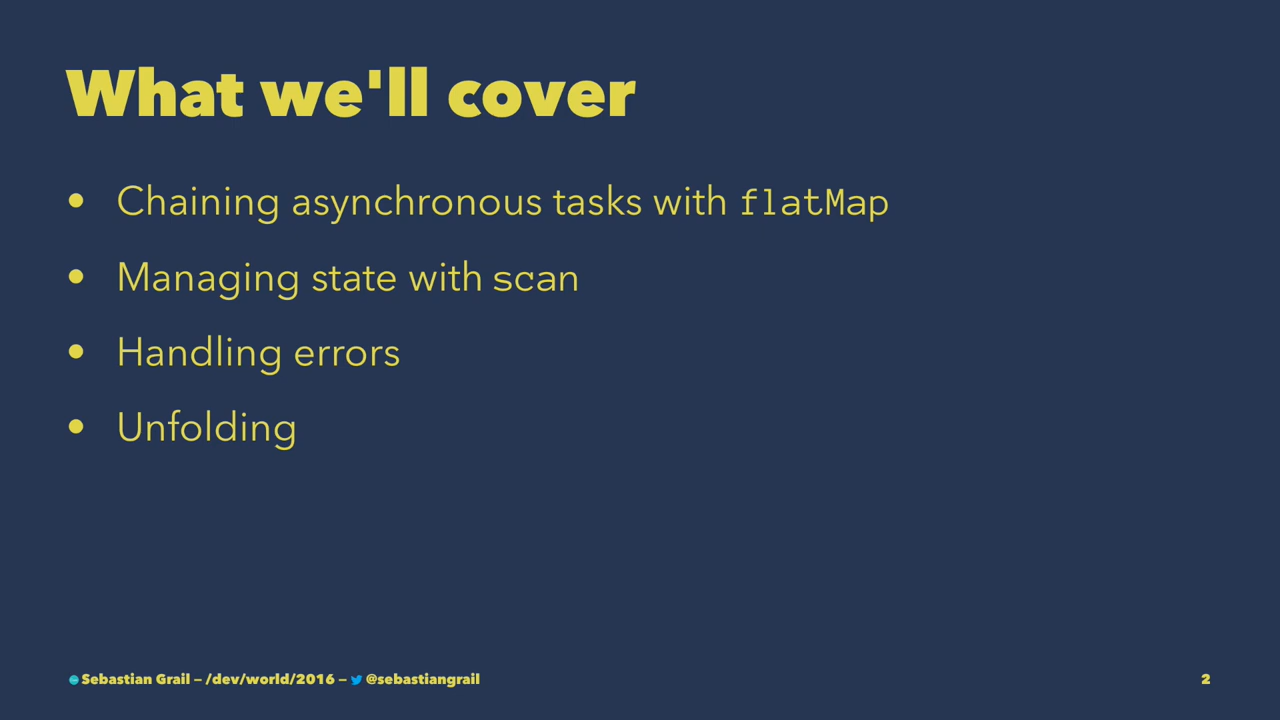 What we'll cover
• Chaining asynchronous tasks with flatMap
• Managing state with scan
• Handling errors
• Unfolding
Sebastian Grail — /dev/world/2016 — @sebastiangrail
2